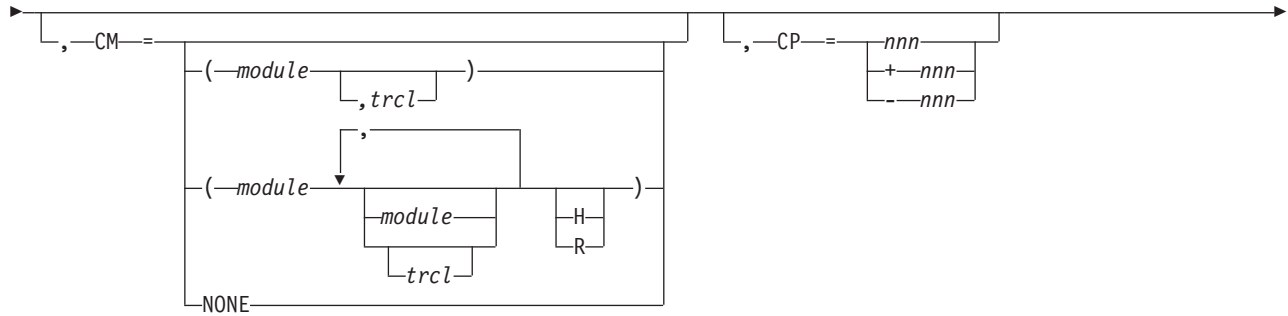 , CM = , CP = nnn
( module ) + nnn
,trcl - nnn
,
( module )
module H
R
trcl
NONE